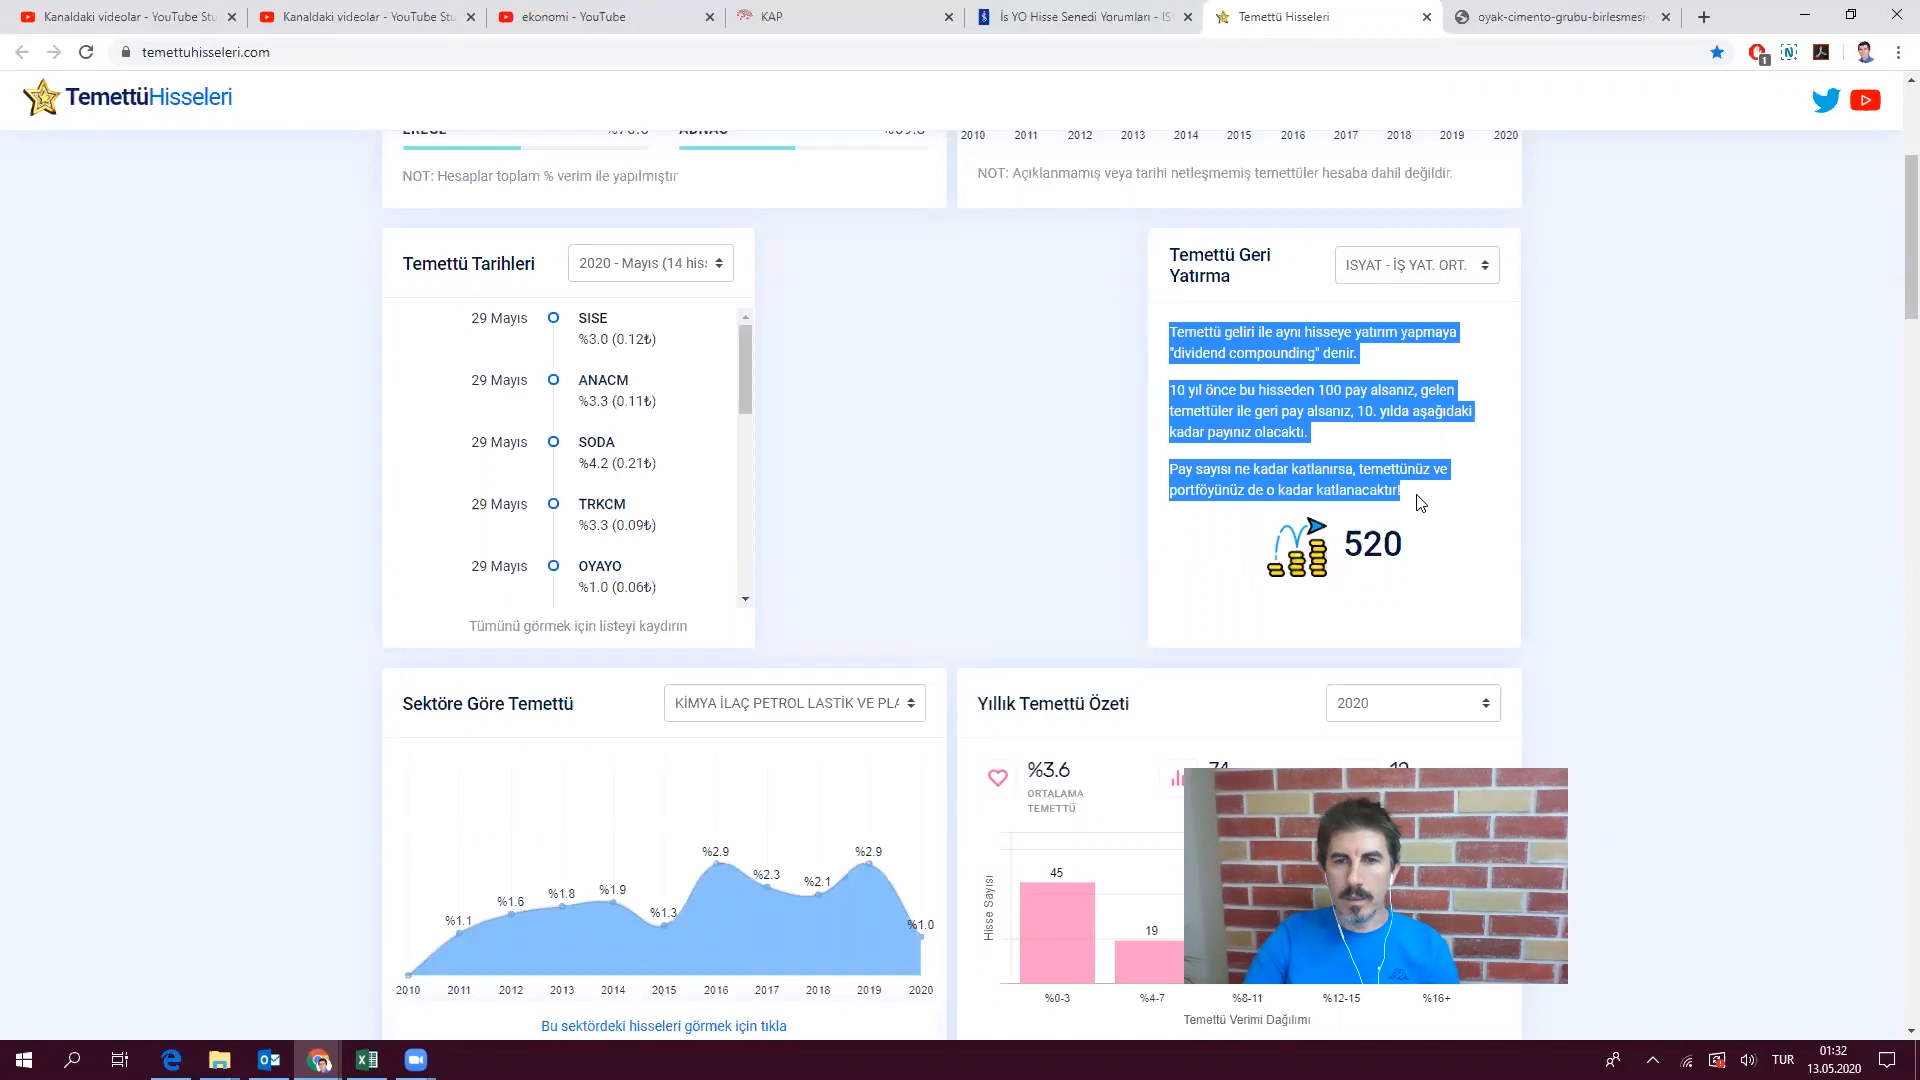 Kanaldaki videolar - YouTube Stu
Kanaldaki videolar - YouTube Stu
ekonomi - YouTube
KAP
İş YO Hisse Senedi Yorumları - IS
Temettü Hisseleri
oyak-cimento-grubu-birlesmesi-
temettuhisseleri.com
1
TemettüHisseleri
NOT: Hesaplar toplam % verim ile yapılmıştır
2010 2011 2012 2013 2014 2015 2016 2017 2018 2019 2020
NOT: Açıklanmamış veya tarihi netleşmemiş temettüler hesaba dahil değildir.
Temettü Tarihleri
2020 - Mayıs (14 his:
29 Mayıs SISE
%3.0 (0.12₺)
29 Mayıs ANACM
%3.3 (0.11₺)
29 Mayıs SODA
%4.2 (0.21₺)
29 Mayıs TRKCM
%3.3 (0.09₺)
29 Mayıs OYAYO
%1.0 (0.06₺)
Tümünü görmek için listeyi kaydırın
Temettü Geri
Yatırma
ISYAT - İŞ YAT. ORT.
Temettü geliri ile aynı hisseye yatırım yapmaya
"dividend compounding" denir.
10 yıl önce bu hisseden 100 pay alsanız, gelen
temettüler ile geri pay alsanız, 10. yılda aşağıdaki
kadar payınız olacaktı.
Pay sayısı ne kadar katlanırsa, temettünüz ve
portföyünüz de o kadar katlanacaktır!
520
Sektöre Göre Temettü
KİMYA İLAÇ PETROL LASTİK VE PLA
%1.1 %1.6 %1.8 %1.9 %1.3 %2.9 %2.3 %2.1 %2.9 %1.0
2010 2011 2012 2013 2014 2015 2016 2017 2018 2019 2020
Bu sektördeki hisseleri görmek için tıkla
Yıllık Temettü Özeti
2020
%3.6
ORTALAMA
TEMETTÜ
Hisse Sayısı
45
19
%0-3 %4-7 %8-11 %12-15 %16+
Temettü Verimi Dağılımı
TUR
01:32
13.05.2020